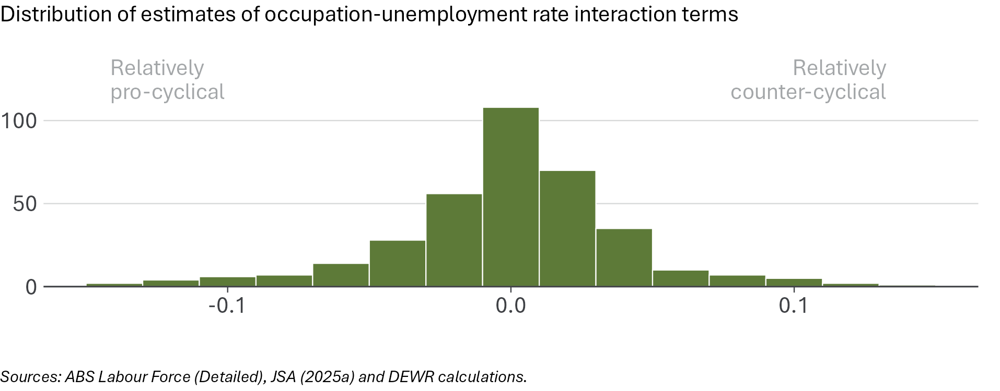 Distribution of estimates of occupation-unemployment rate interaction terms
Relatively
pro-cyclical
Relatively
counter-cyclical
100
50
0
-0.1
0.0
0.1
Sources: ABS Labour Force (Detailed), JSA (2025a) and DEWR calculations.